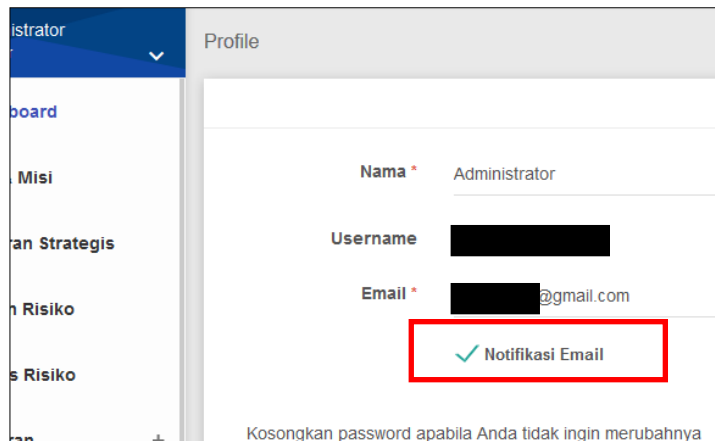 istrator
Profile
board
Misi
Nama *
Administrator
Username
ran Strategis
Email *
@gmail.com
n Risiko
Notifikasi Email
s Risiko
Kosongkan password apabila Anda tidak ingin merubahnya
+